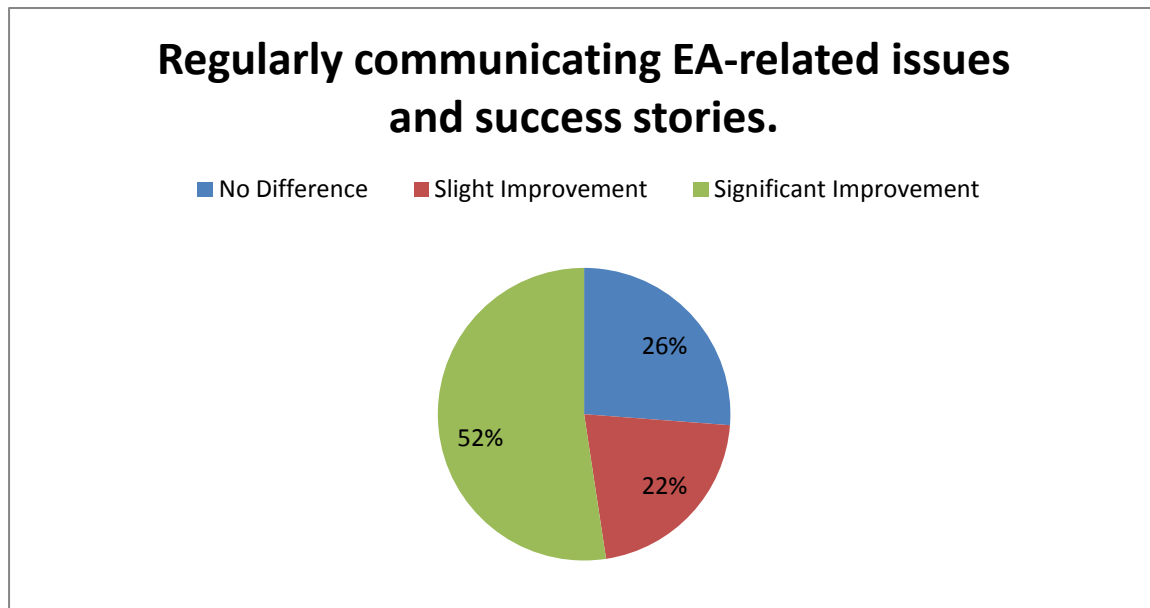 Regularly communicating EA-related issues
and success stories.
No Difference Slight Improvement Significant Improvement
26%
52%
22%